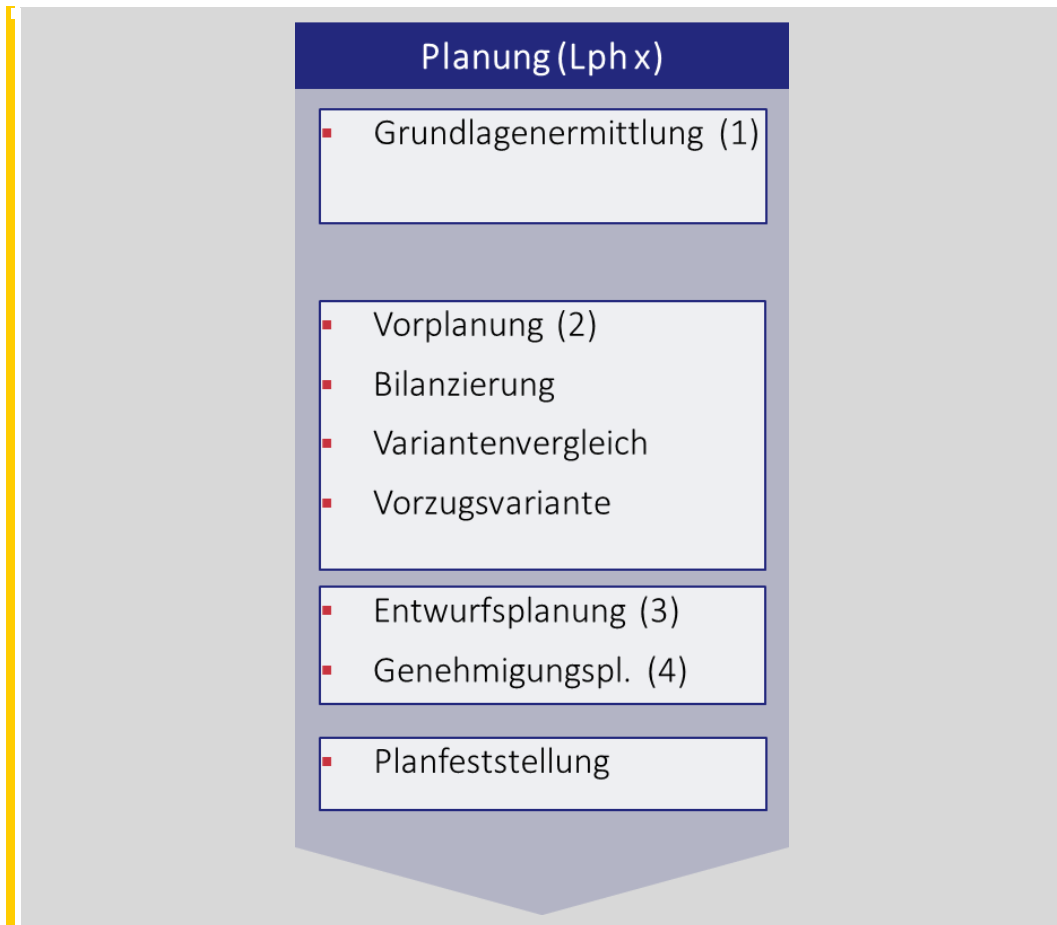 Planung (Lph x)
Grundlagenermittlung (1)
Vorplanung (2)
Bilanzierung
Variantenvergleich
Vorzugsvariante
Entwurfsplanung (3)
Genehmigungspl. (4)
Planfeststellung